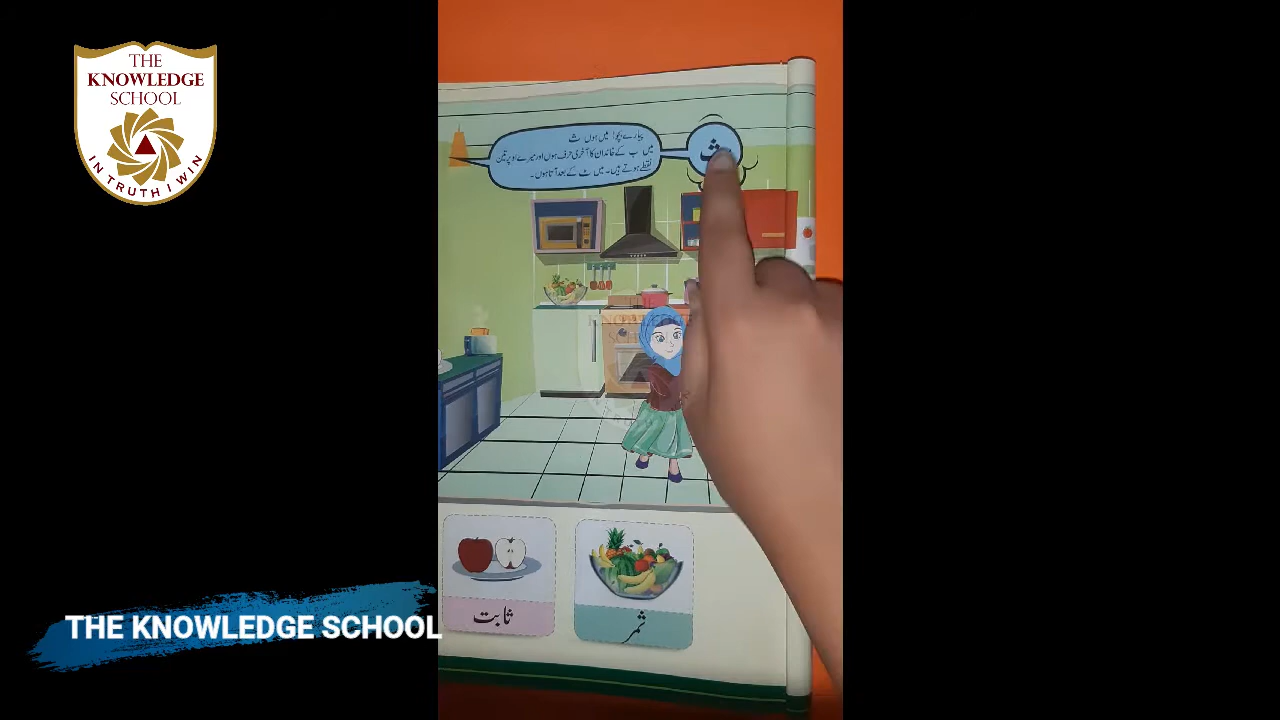 THE
KNOWLEDGE
SCHOOL
IN TRUTH I WIN
پیارے بچو! میں ہوں ث
میں ب کے خاندان کا آخری حرف ہوں اور میرے اوپر تین
نقطے ہوتے ہیں۔ میں ٹ کے بعد آتا ہوں۔
ث
ثمر
ثابت
THE KNOWLEDGE SCHOOL